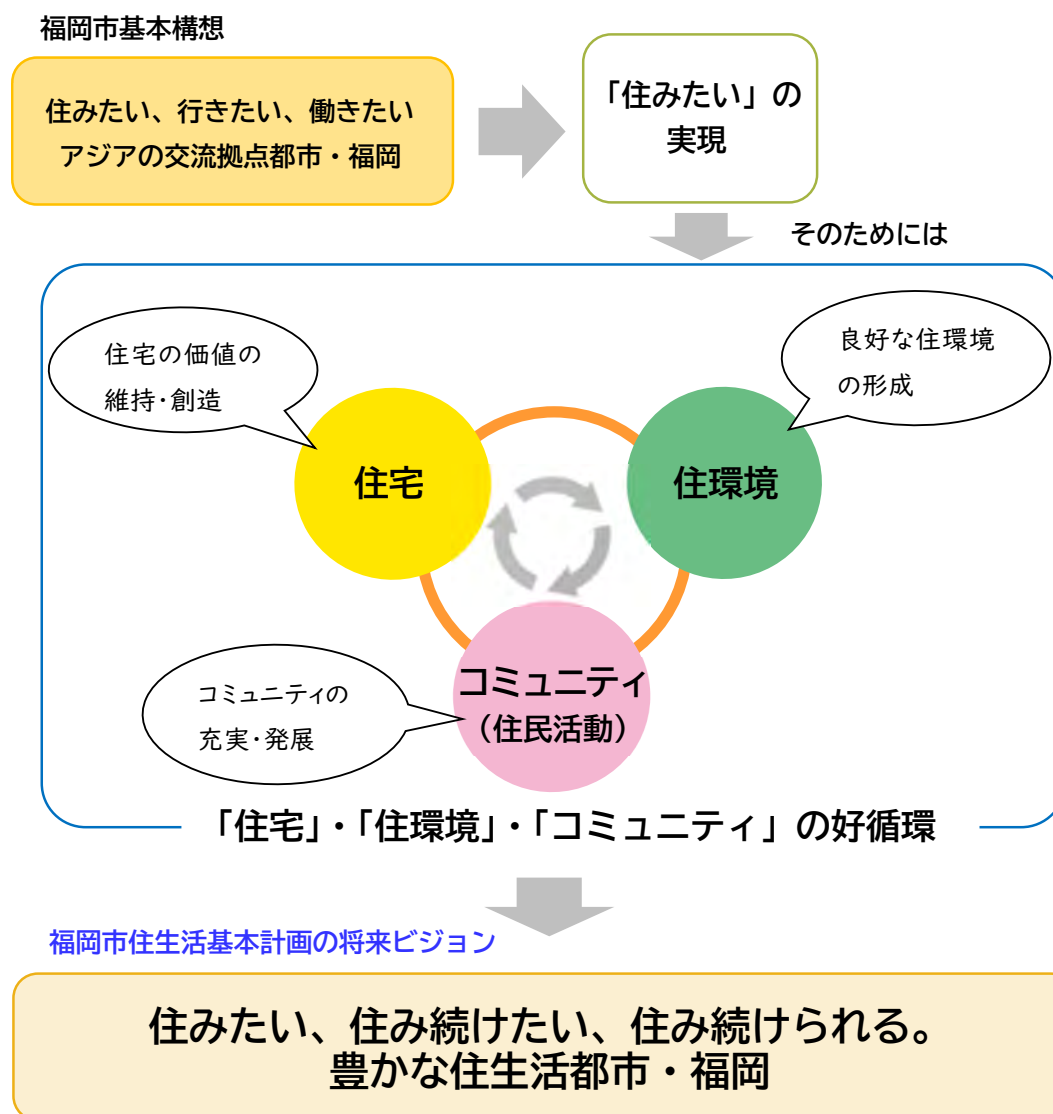 福岡市基本構想
住みたい、行きたい、働きたい
アジアの交流拠点都市・福岡
「住みたい」の
実現
そのためには
住宅の価値の
維持・創造
良好な住環境
の形成
住宅
住環境
コミュニティ
（住民活動）
コミュニティの
充実・発展
「住宅」・「住環境」・「コミュニティ」の好循環
福岡市住生活基本計画の将来ビジョン
住みたい、住み続けたい、住み続けられる。
豊かな住生活都市・福岡